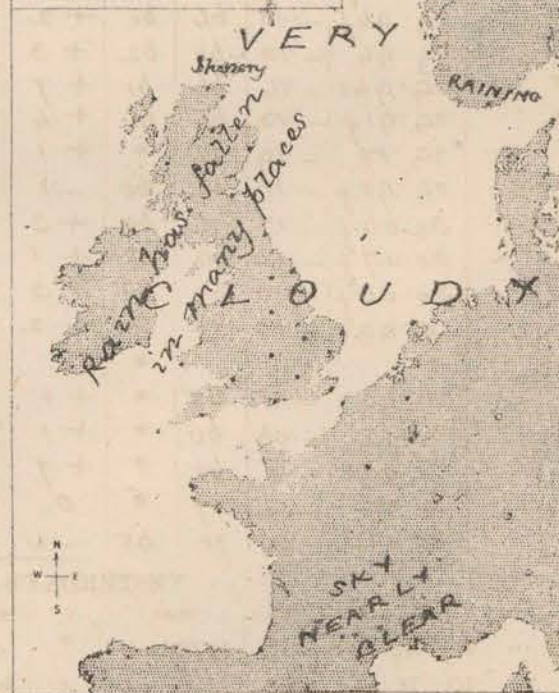 VERY
Showery
RAINING
Rain has fallen
in many places
CLOUDY
N
W E
S
SKY
NEARLY
CLEAR